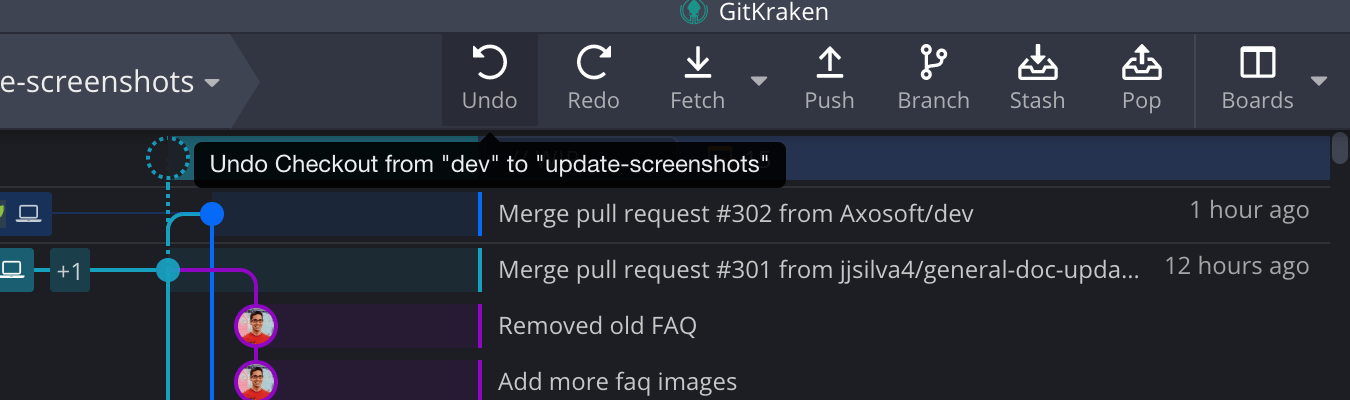 GitKraken
e-screenshots
Undo
Redo
Fetch
Push
Branch
Stash
Pop
Boards
Undo Checkout from "dev" to "update-screenshots"
Merge pull request #302 from Axosoft/dev
1 hour ago
+1
Merge pull request #301 from jjsilva4/general-doc-upda...
12 hours ago
Removed old FAQ
Add more faq images